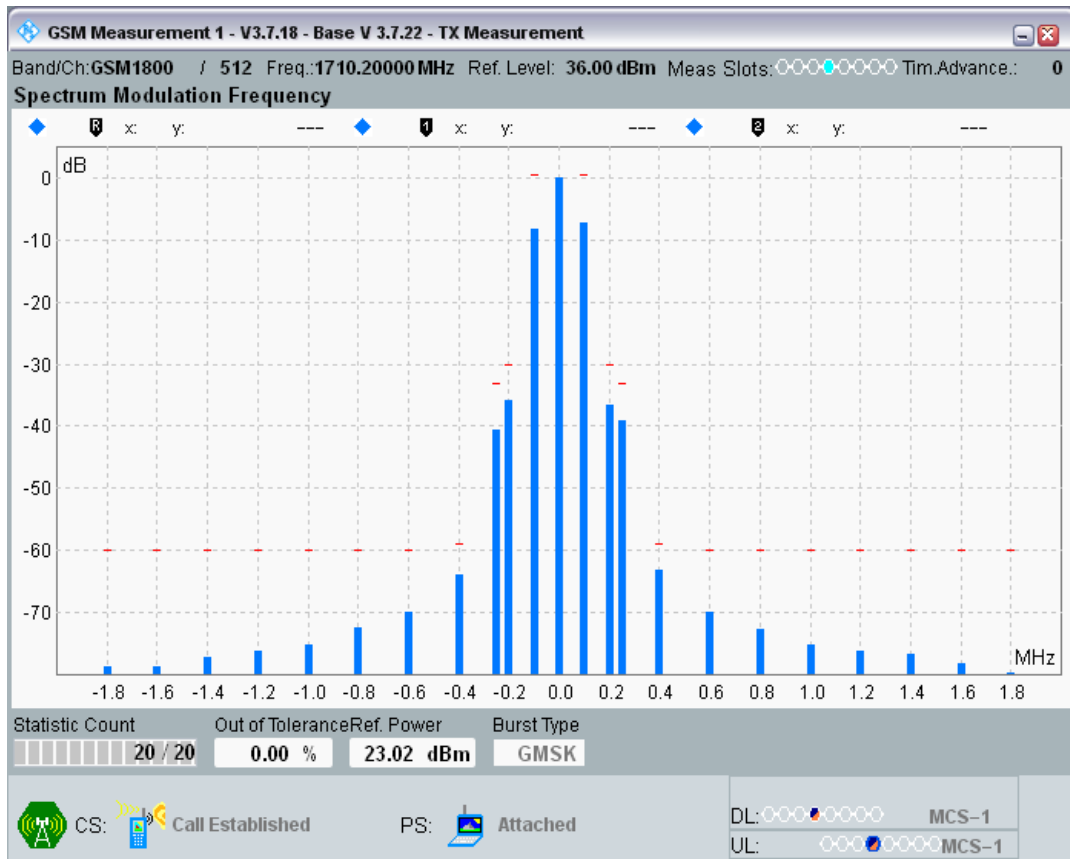 GSM Measurement 1 - V3.7.18 - Base V 3.7.22 - TX Measurement
Band/Ch:GSM1800 / 512 Freq.:1710.20000 MHz Ref. Level: 36.00 dBm Meas Slots: Tim.Advance.: 0
Spectrum Modulation Frequency
R x: y: --- 1 x: y: --- 2 x: y: ---
dB
0
-10
-20
-30
-40
-50
-60
-70
MHz
-1.8 -1.6 -1.4 -1.2 -1.0 -0.8 -0.6 -0.4 -0.2 0.0 0.2 0.4 0.6 0.8 1.0 1.2 1.4 1.6 1.8
Statistic Count Out of Tolerance Ref. Power Burst Type
20 / 20 0.00 % 23.02 dBm GMSK
CS: Call Established PS: Attached DL: MCS-1
UL: MCS-1